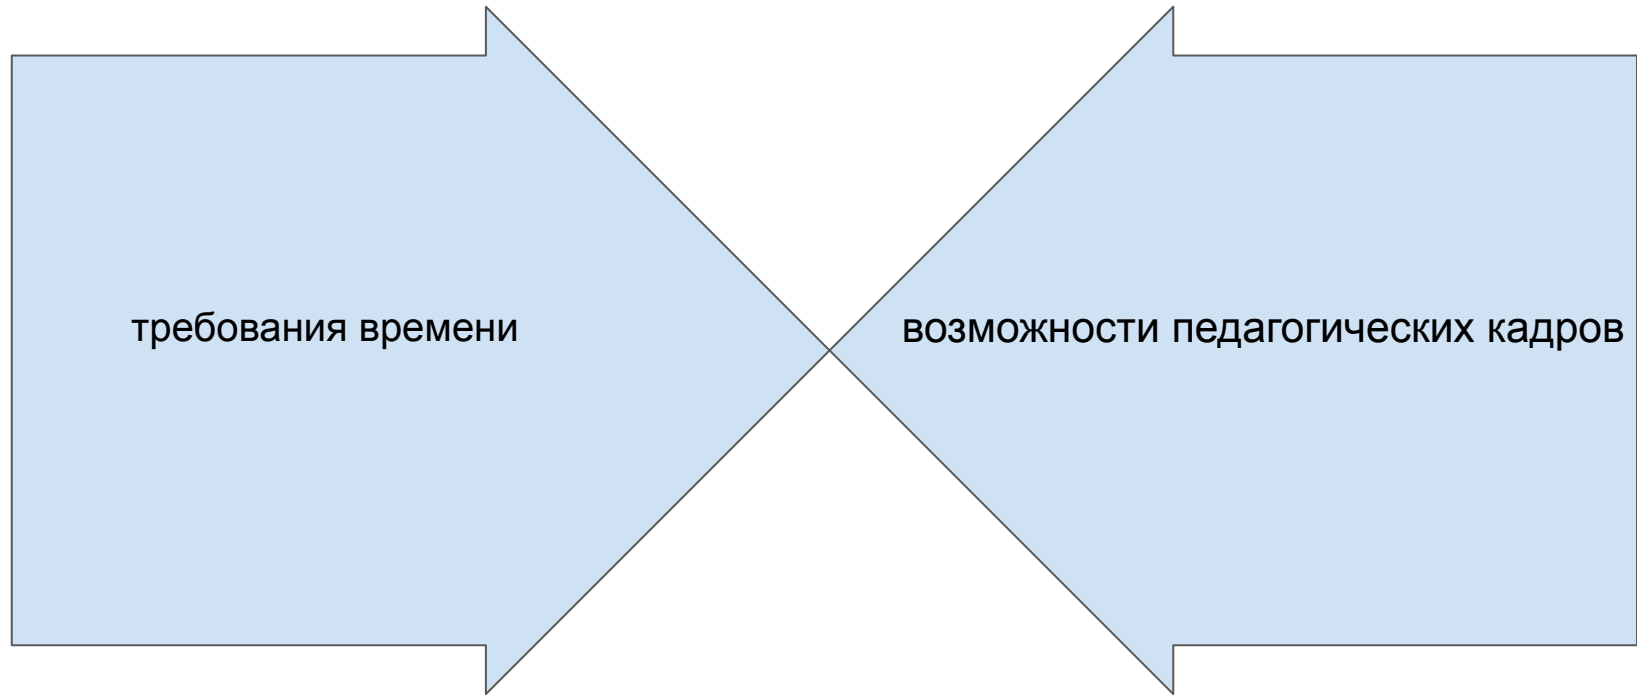 требования времени
возможности педагогических кадров